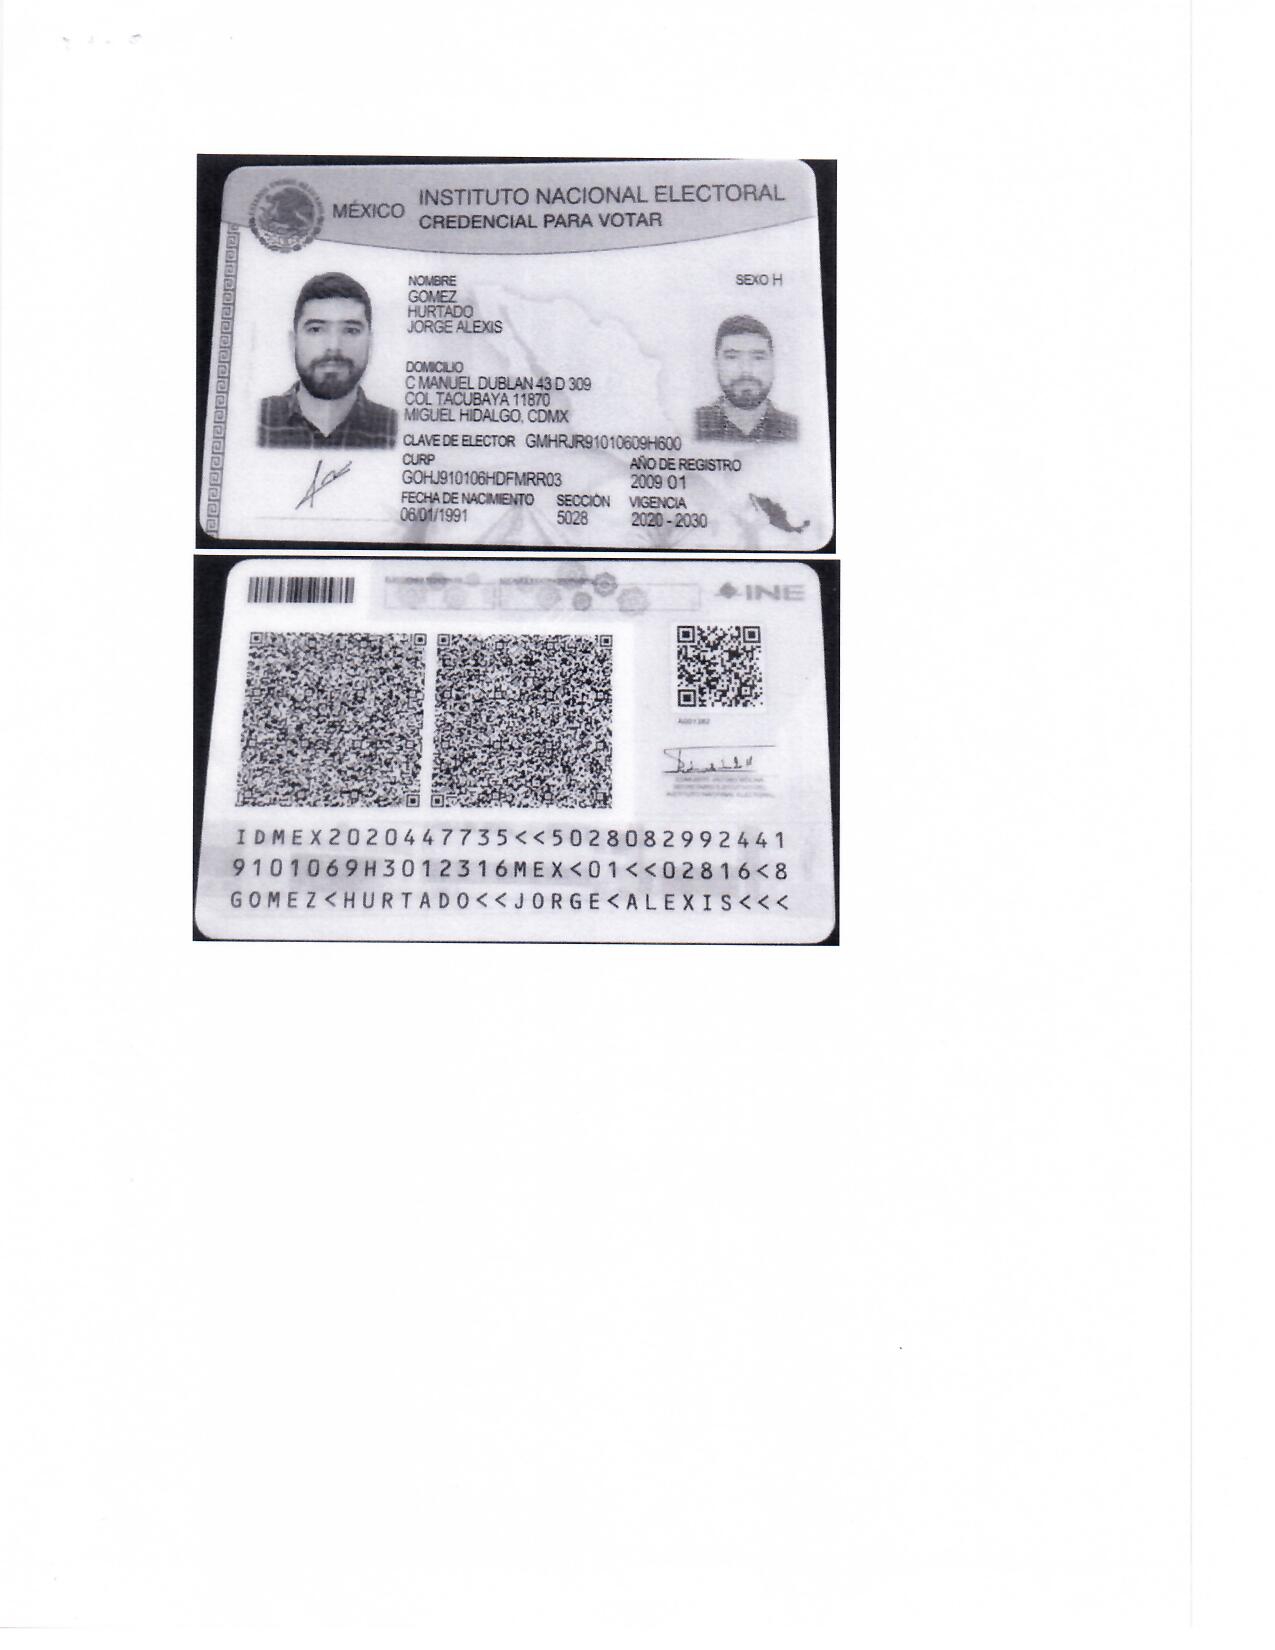 MÉXICO
INSTITUTO NACIONAL ELECTORAL
CREDENCIAL PARA VOTAR
NOMBRE
GOMEZ
HURTADO
JORGE ALEXIS
SEXO H
DOMICILIO
C MANUEL DUBLAN 43 D 309
COL TACUBAYA 11870
MIGUEL HIDALGO, CDMX
CLAVE DE ELECTOR GMHRJR91010609H600
CURP
GOHJ910106HDFMRR03
AÑO DE REGISTRO
2009 01
FECHA DE NACIMIENTO
06/01/1991
SECCIÓN
5028
VIGENCIA
2020 - 2030
INE
IDMEX2020447735<<5028082992441
9101069H3012316MEX<01<<02816<8
GOMEZ<HURTADO<<JORGE<ALEXIS<<<